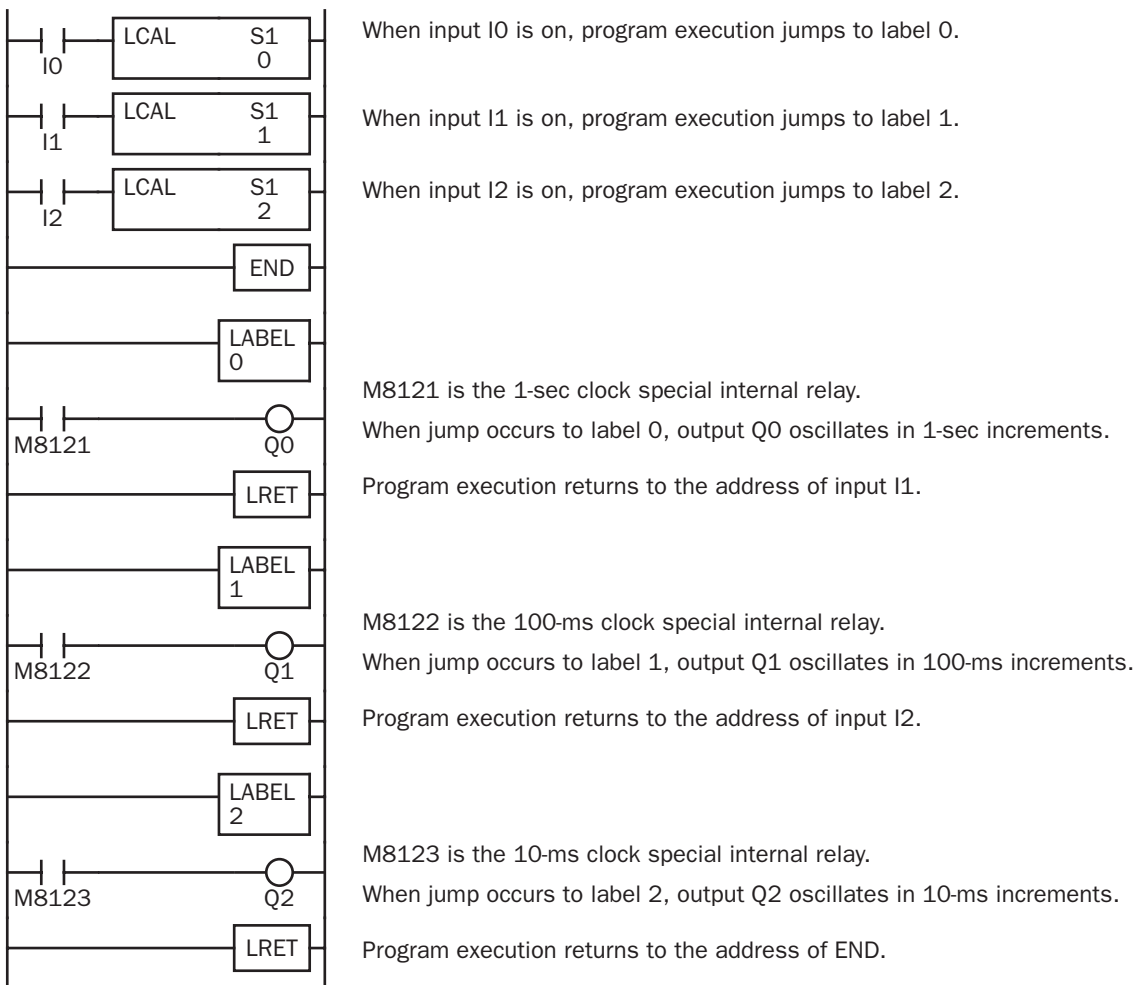 LCAL S1
0
I0
When input I0 is on, program execution jumps to label 0.
LCAL S1
1
I1
When input I1 is on, program execution jumps to label 1.
LCAL S1
2
I2
When input I2 is on, program execution jumps to label 2.
END
LABEL
0
M8121 is the 1-sec clock special internal relay.
M8121 Q0
When jump occurs to label 0, output Q0 oscillates in 1-sec increments.
LRET
Program execution returns to the address of input I1.
LABEL
1
M8122 is the 100-ms clock special internal relay.
M8122 Q1
When jump occurs to label 1, output Q1 oscillates in 100-ms increments.
LRET
Program execution returns to the address of input I2.
LABEL
2
M8123 is the 10-ms clock special internal relay.
M8123 Q2
When jump occurs to label 2, output Q2 oscillates in 10-ms increments.
LRET
Program execution returns to the address of END.